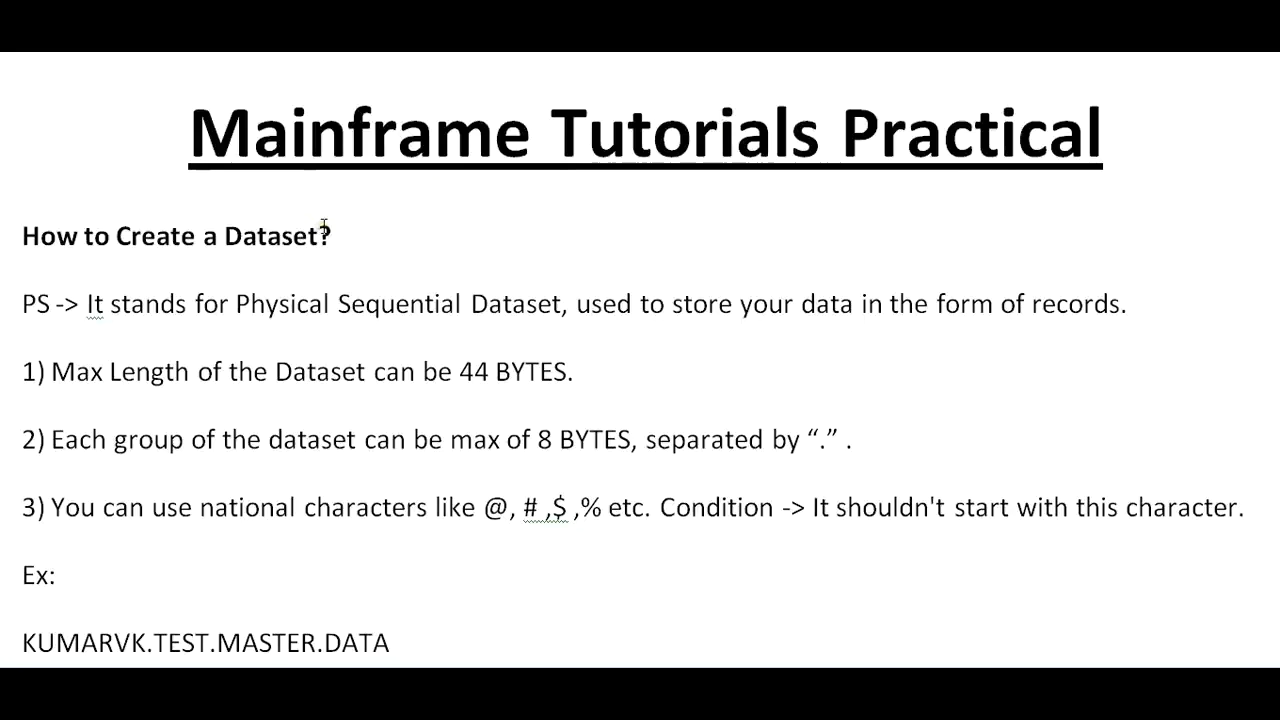 Mainframe Tutorials Practical
How to Create a Dataset?
PS -> It stands for Physical Sequential Dataset, used to store your data in the form of records.
1) Max Length of the Dataset can be 44 BYTES.
2) Each group of the dataset can be max of 8 BYTES, separated by “.” .
3) You can use national characters like @, # ,$ ,% etc. Condition -> It shouldn't start with this character.
Ex:
KUMARVK.TEST.MASTER.DATA